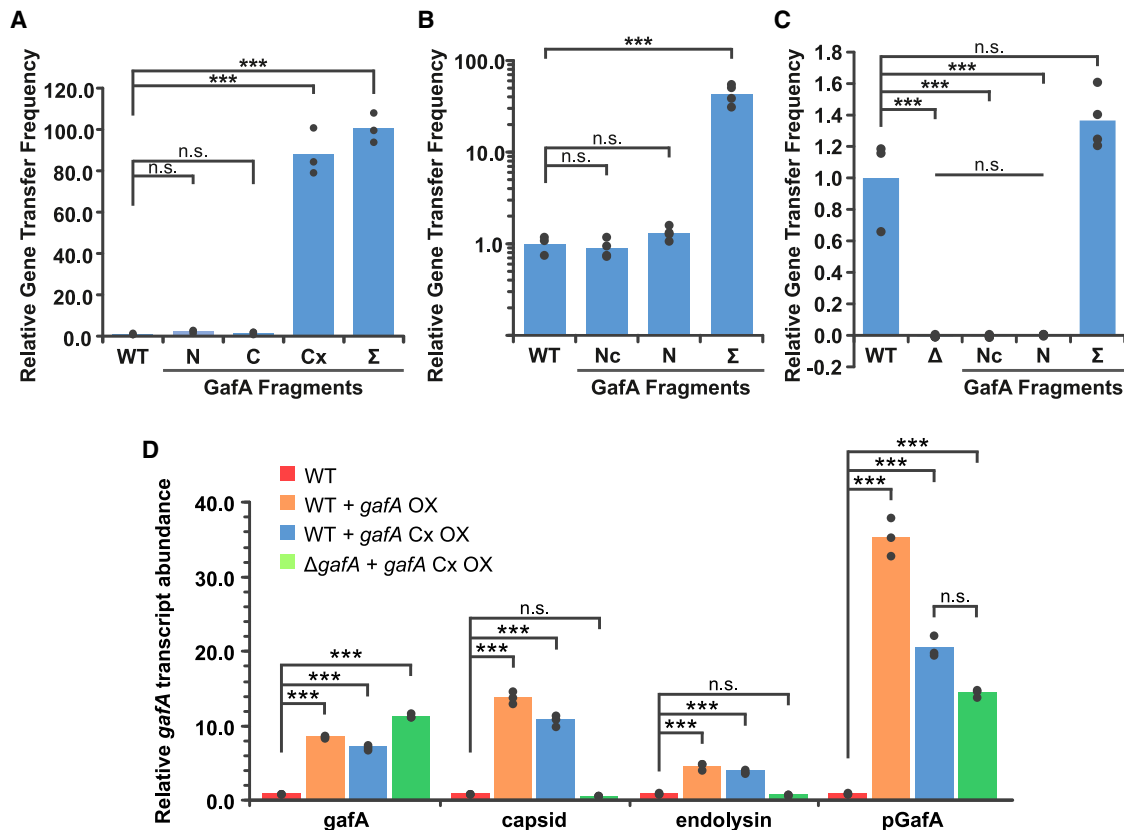 A
Relative Gene Transfer Frequency
120.0
100.0
80.0
60.0
40.0
20.0
0.0
***
***
n.s.
n.s.
WT N C Cx Σ
GafA Fragments
B
Relative Gene Transfer Frequency
100.0
10.0
1.0
***
n.s.
n.s.
WT Nc N Σ
GafA Fragments
C
Relative Gene Transfer Frequency
1.8
1.6
1.4
1.2
1.0
0.8
0.6
0.4
0.2
0.0
-0.2
n.s.
***
***
***
n.s.
WT Δ Nc N Σ
GafA Fragments
D
WT
WT + gafA OX
WT + gafA Cx OX
ΔgafA + gafA Cx OX
Relative gafA transcript abundance
40.0
30.0
20.0
10.0
0.0
***
***
***
n.s.
***
***
n.s.
***
***
***
***
***
n.s.
gafA capsid endolysin pGafA